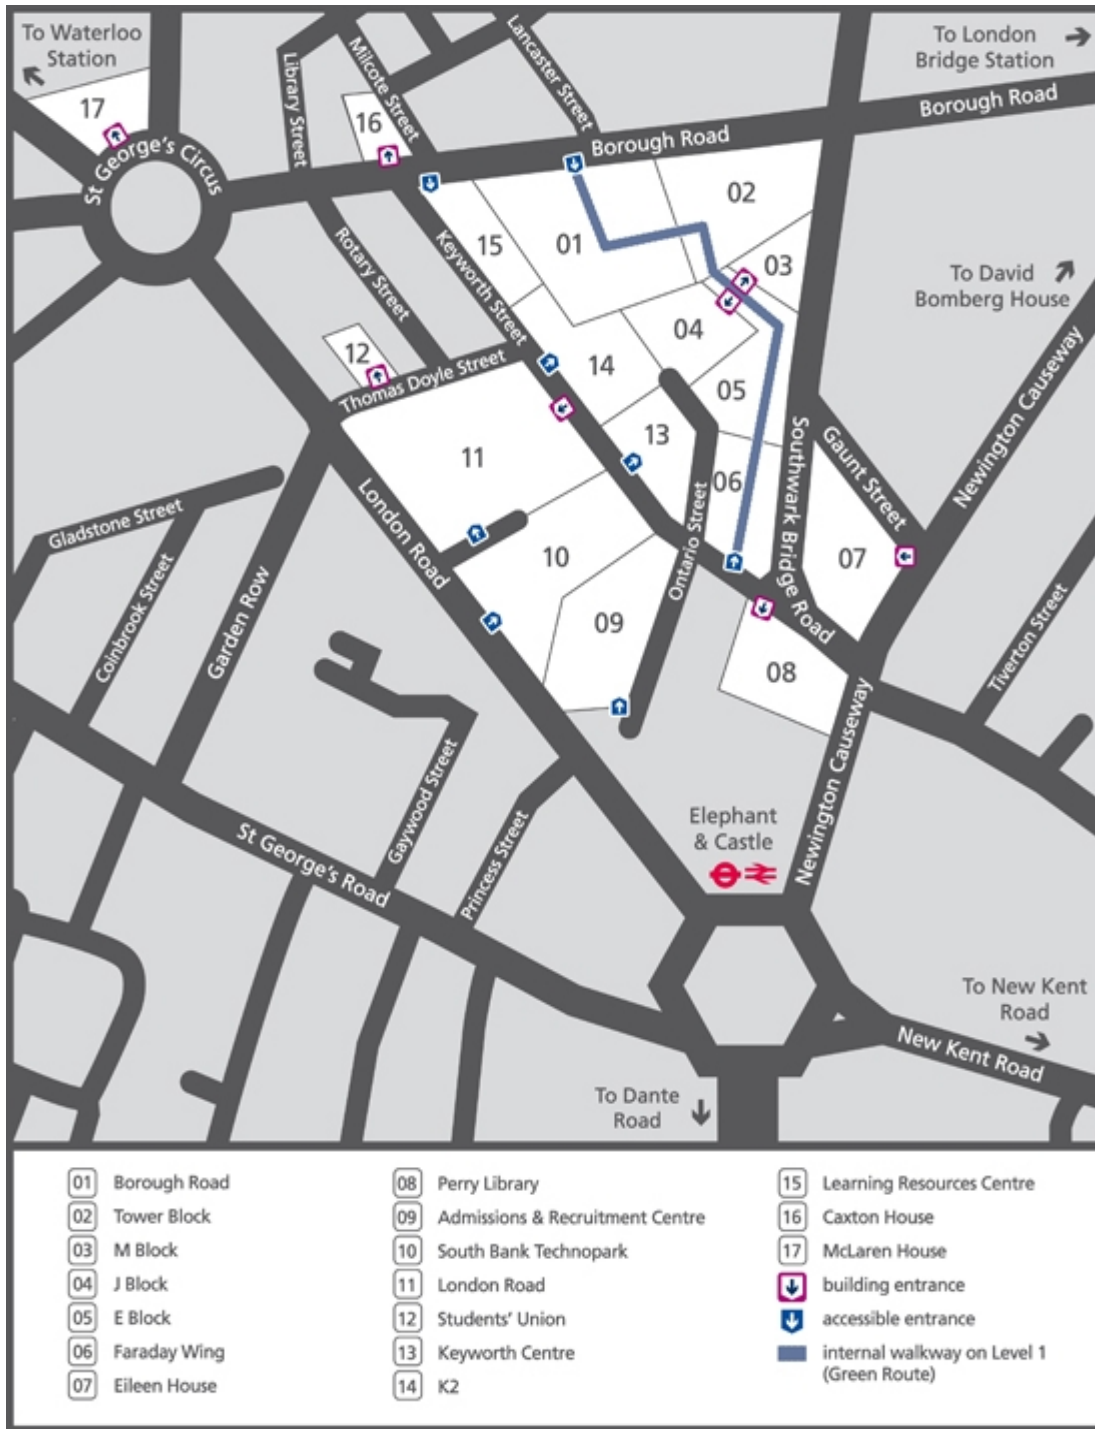 To Waterloo
Station
17
St George's Circus
Library Street
Milcote Street
16
Lancaster Street
To London
Bridge Station
Borough Road
Borough Road
02
01
15
03
Keyworth Street
Rotary Street
To David
Bomberg House
04
12
14
Thomas Doyle Street
05
13
11
06
Southwark Bridge Road
Gaunt Street
Newington Causeway
Gladstone Street
London Road
Ontario Street
10
07
Coinbrook Street
Garden Row
09
08
Tiverton Street
Gaywood Street
Princess Street
St George's Road
Newington Causeway
Elephant
& Castle
To New Kent
Road
New Kent Road
To Dante
Road
01 Borough Road
02 Tower Block
03 M Block
04 J Block
05 E Block
06 Faraday Wing
07 Eileen House
08 Perry Library
09 Admissions & Recruitment Centre
10 South Bank Technopark
11 London Road
12 Students' Union
13 Keyworth Centre
14 K2
15 Learning Resources Centre
16 Caxton House
17 McLaren House
building entrance
accessible entrance
internal walkway on Level 1
(Green Route)